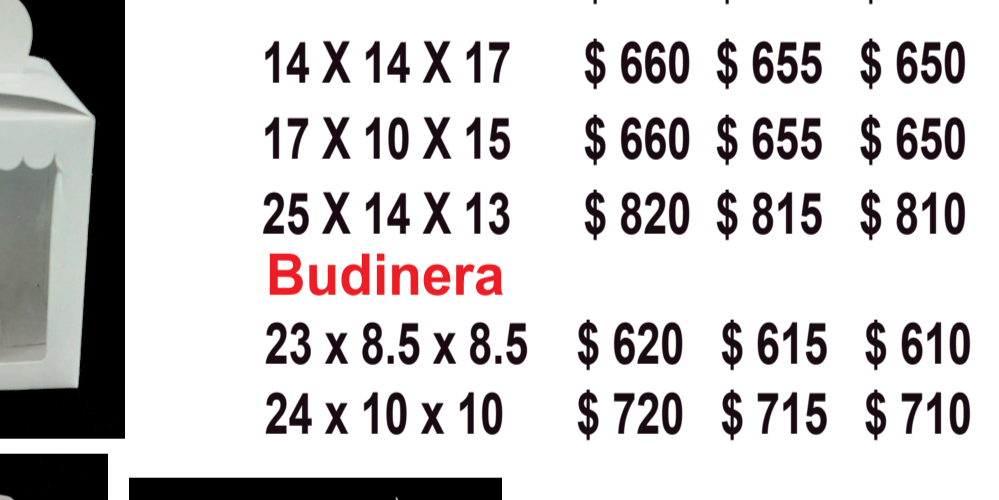 14 X 14 X 17 $ 660 $ 655 $ 650
17 X 10 X 15 $ 660 $ 655 $ 650
25 X 14 X 13 $ 820 $ 815 $ 810
Budinera
23 x 8.5 x 8.5 $ 620 $ 615 $ 610
24 x 10 x 10 $ 720 $ 715 $ 710